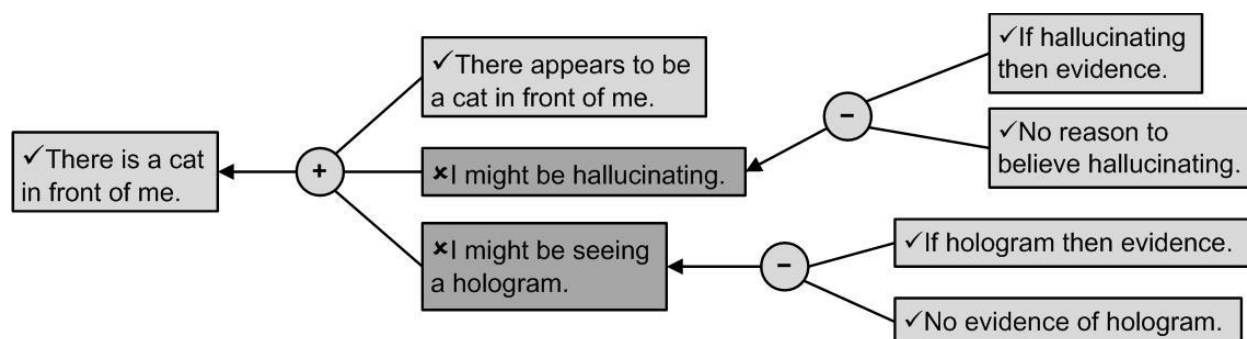 ✓There is a cat
in front of me.
+
✓There appears to be
a cat in front of me.
✘I might be hallucinating.
✘I might be seeing
a hologram.
−
✓If hallucinating
then evidence.
✓No reason to
believe hallucinating.
−
✓If hologram then evidence.
✓No evidence of hologram.